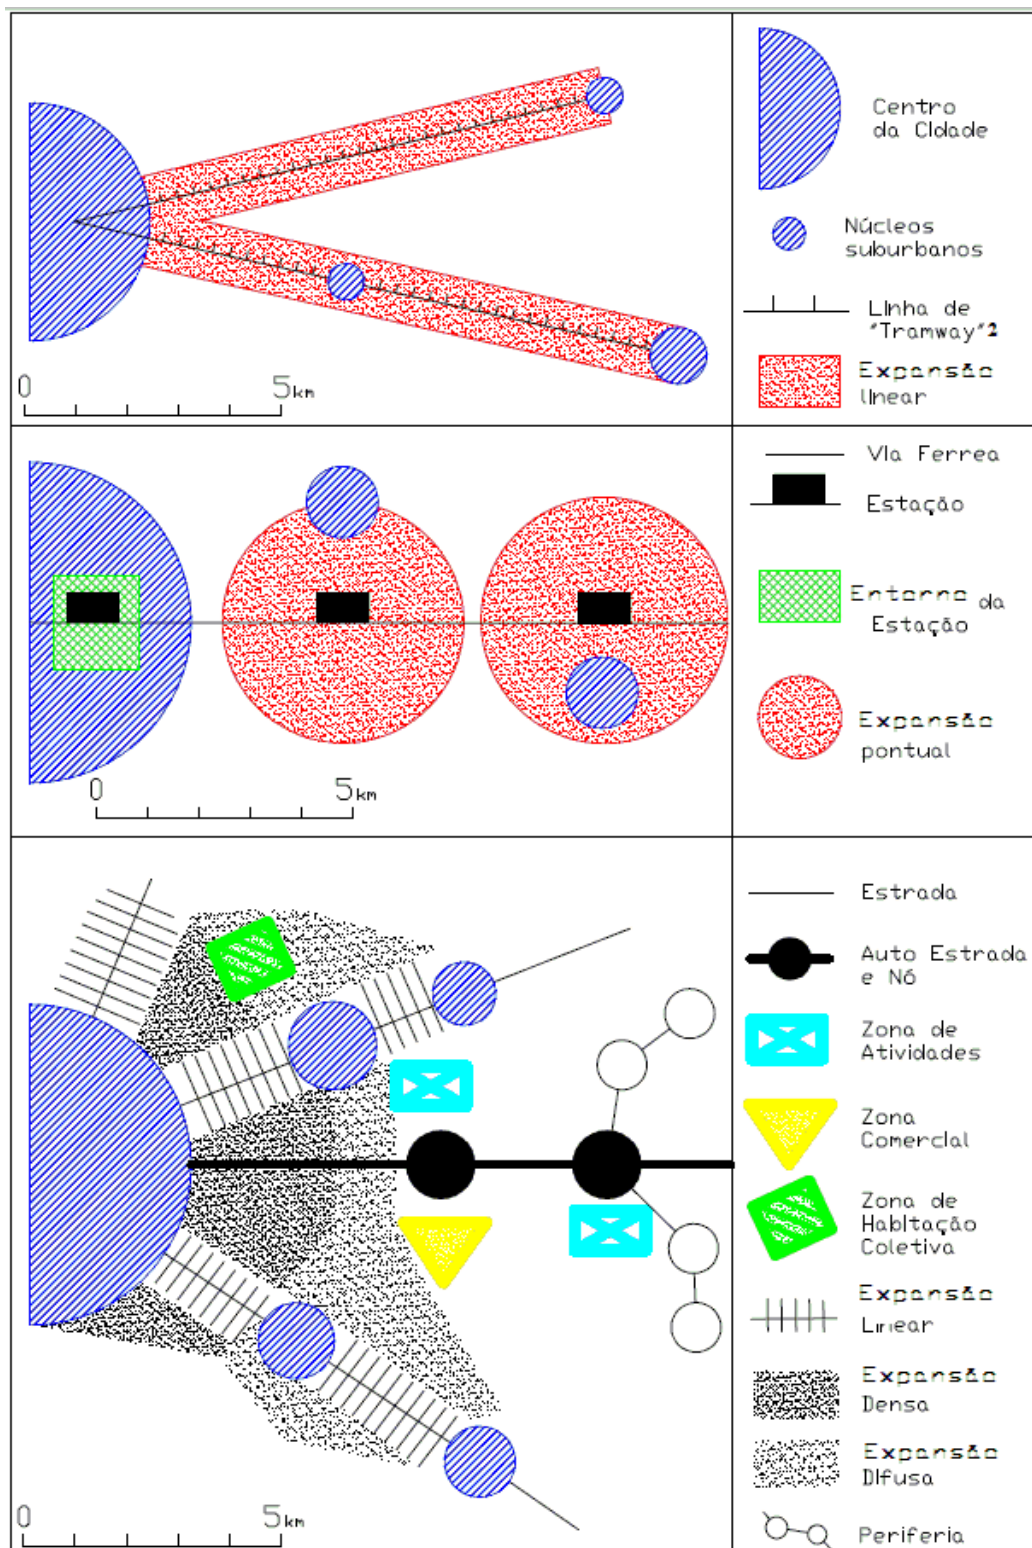 Centro
da Cidade
Núcleos
suburbanos
Linha de
"Tramway"2
Expansão
linear
0 5km
Via Ferrea
Estação
Entorno da
Estação
Expansão
pontual
0 5km
Estrada
Auto Estrada
e Nó
Zona de
Atividades
Zona
Comercial
Zona de
Habitação
Coletiva
Expansão
Linear
Expansão
Densa
Expansão
Difusa
Periferia
0 5km